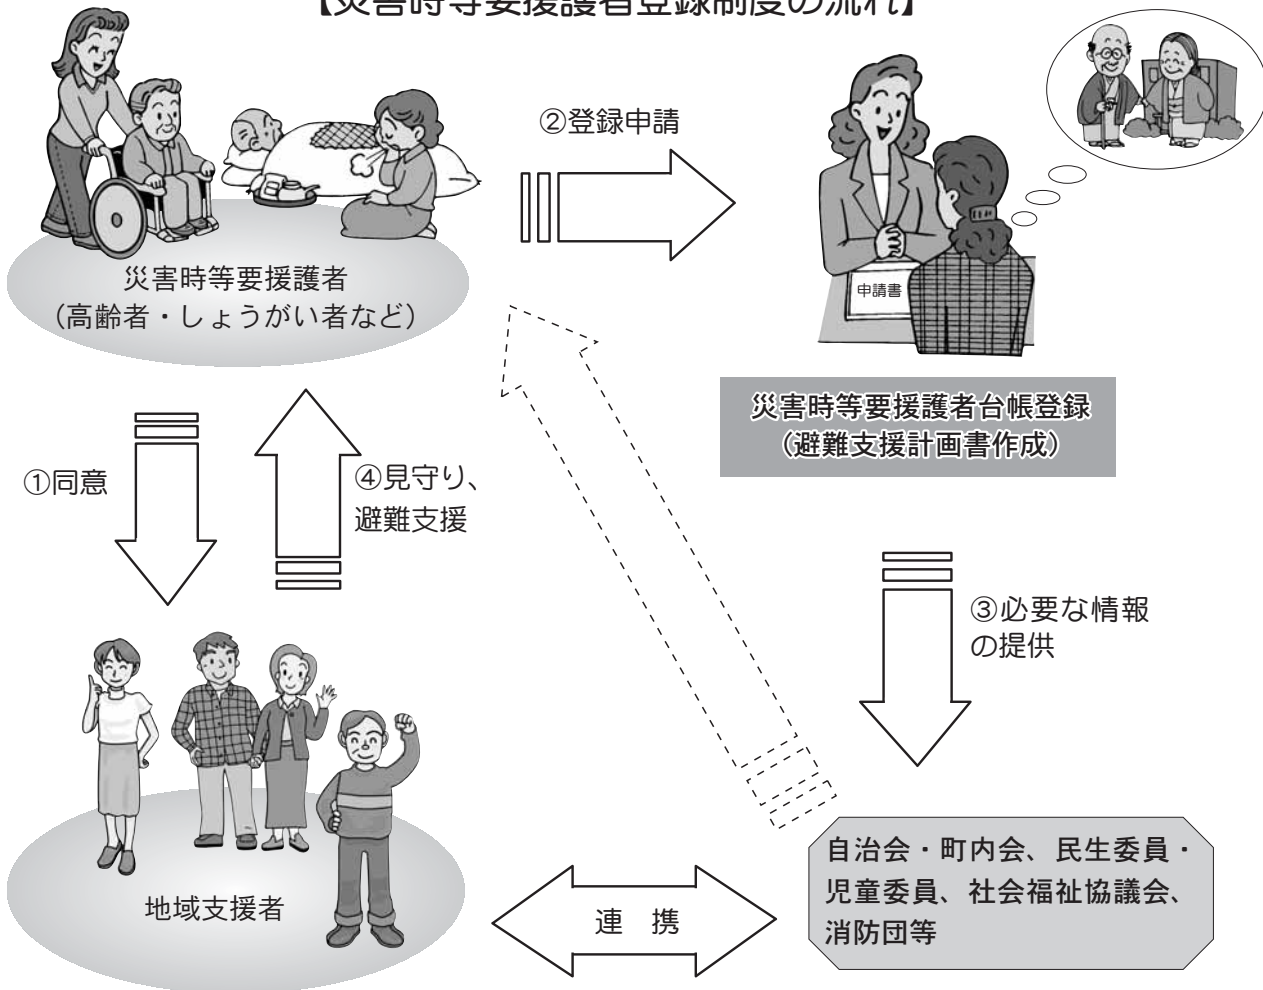 【災害時等要援護者登録制度の流れ】
②登録申請
申請書
災害時等要援護者
(高齢者・しょうがい者など)
災害時等要援護者台帳登録
(避難支援計画書作成)
①同意
④見守り、
避難支援
③必要な情報
の提供
自治会・町内会、民生委員・
児童委員、社会福祉協議会、
消防団等
地域支援者
連 携